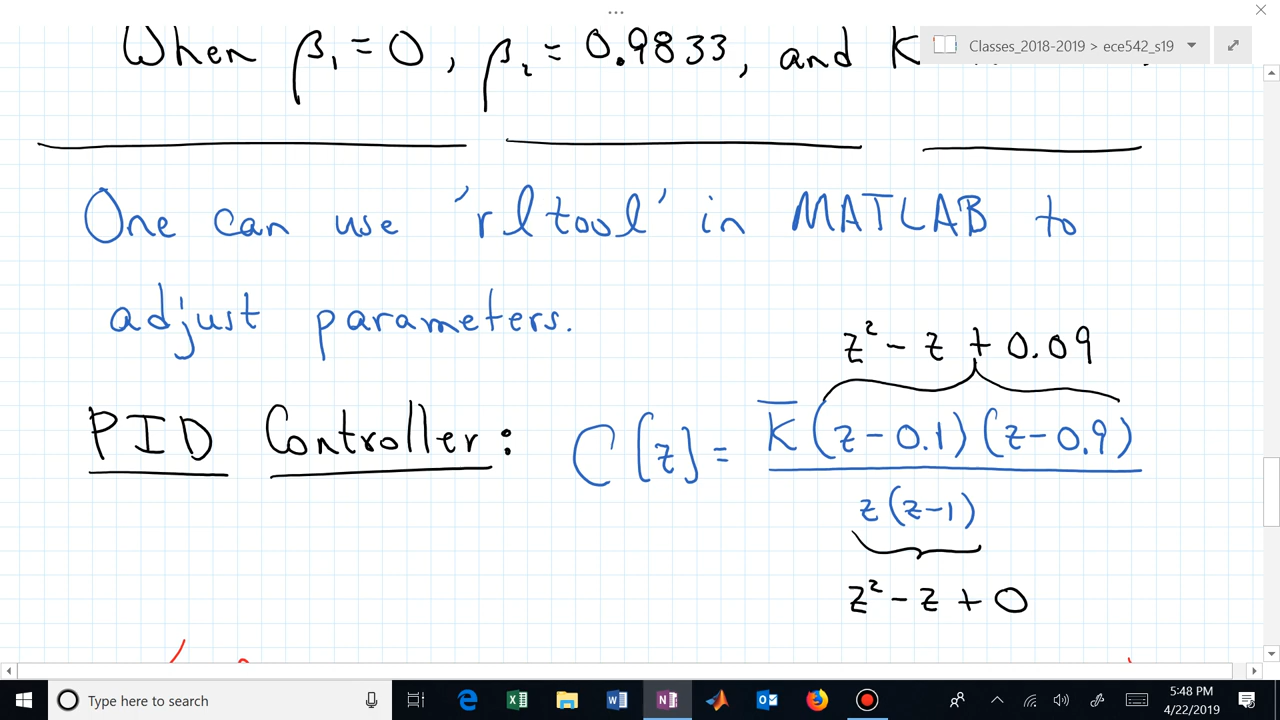 Classes_2018-2019 > ece542_s19
When β₁ = 0, β₂ = 0.9833, and K
One can use 'rltool' in MATLAB to
adjust parameters.
z² - z + 0.09
PID Controller: C[z] = K̅(z-0.1)(z-0.9)
z(z-1)
z² - z + 0
Type here to search
5:48 PM
4/22/2019